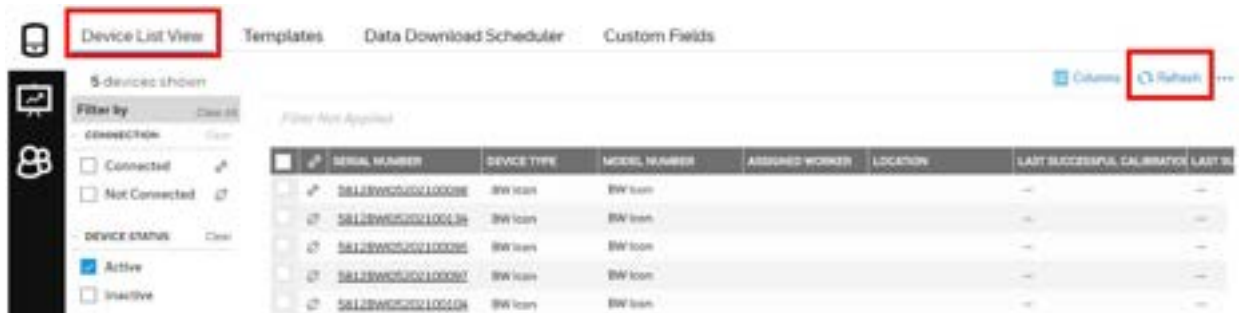 Device List View Templates Data Download Scheduler Custom Fields
5 devices shown
Columns Refresh ...
Filter by Clear All
Filter Not Applied
CONNECTION Clear
SERIAL NUMBER DEVICE TYPE MODEL NUMBER ASSIGNED WORKER LOCATION LAST SUCCESSFUL CALIBRATION LAST BU
Connected
BW Icon BW Icon -- --
Not Connected
BW Icon BW Icon -- --
DEVICE STATUS Clear
BW Icon BW Icon -- --
Active
BW Icon BW Icon -- --
Inactive
BW Icon BW Icon -- --